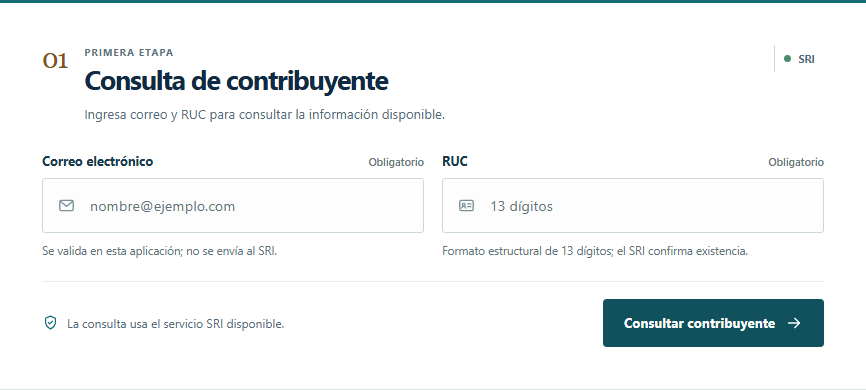 01
PRIMERA ETAPA
Consulta de contribuyente
SRI
Ingresa correo y RUC para consultar la información disponible.
Correo electrónico
Obligatorio
RUC
Obligatorio
nombre@ejemplo.com
13 dígitos
Se valida en esta aplicación; no se envía al SRI.
Formato estructural de 13 dígitos; el SRI confirma existencia.
La consulta usa el servicio SRI disponible.
Consultar contribuyente →